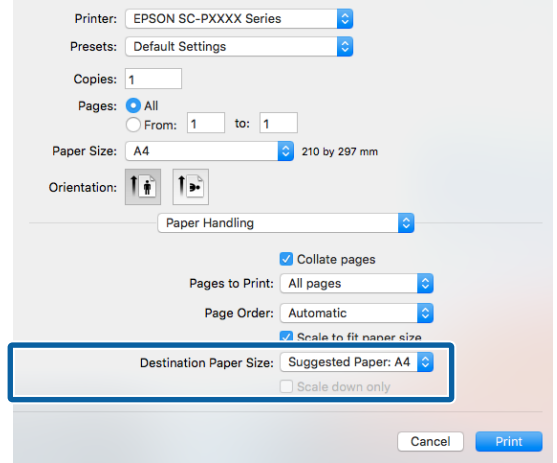 Printer: EPSON SC-PXXXX Series
Presets: Default Settings
Copies: 1
Pages: All
From: 1 to: 1
Paper Size: A4 210 by 297 mm
Orientation:
Paper Handling
Collate pages
Pages to Print: All pages
Page Order: Automatic
Scale to fit paper size
Destination Paper Size: Suggested Paper: A4
Scale down only
Cancel Print